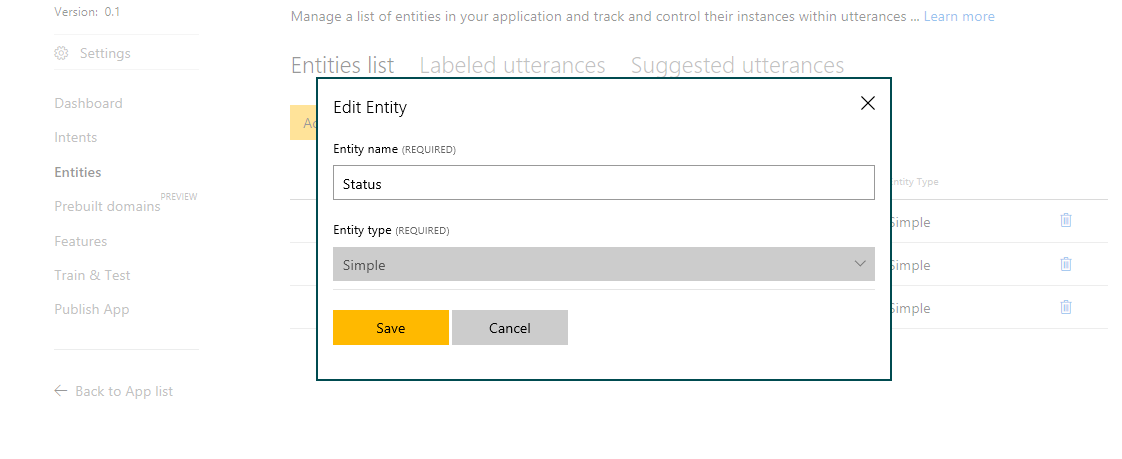 Version: 0.1
Manage a list of entities in your application and track and control their instances within utterances ... Learn more
Settings
Entities list Labeled utterances Suggested utterances
Dashboard
Intents
Entities
Prebuilt domains PREVIEW
Features
Train & Test
Publish App
Back to App list
Edit Entity
Entity name (REQUIRED)
Status
Entity type (REQUIRED)
Simple
Save Cancel
Type
Simple
Simple
Simple